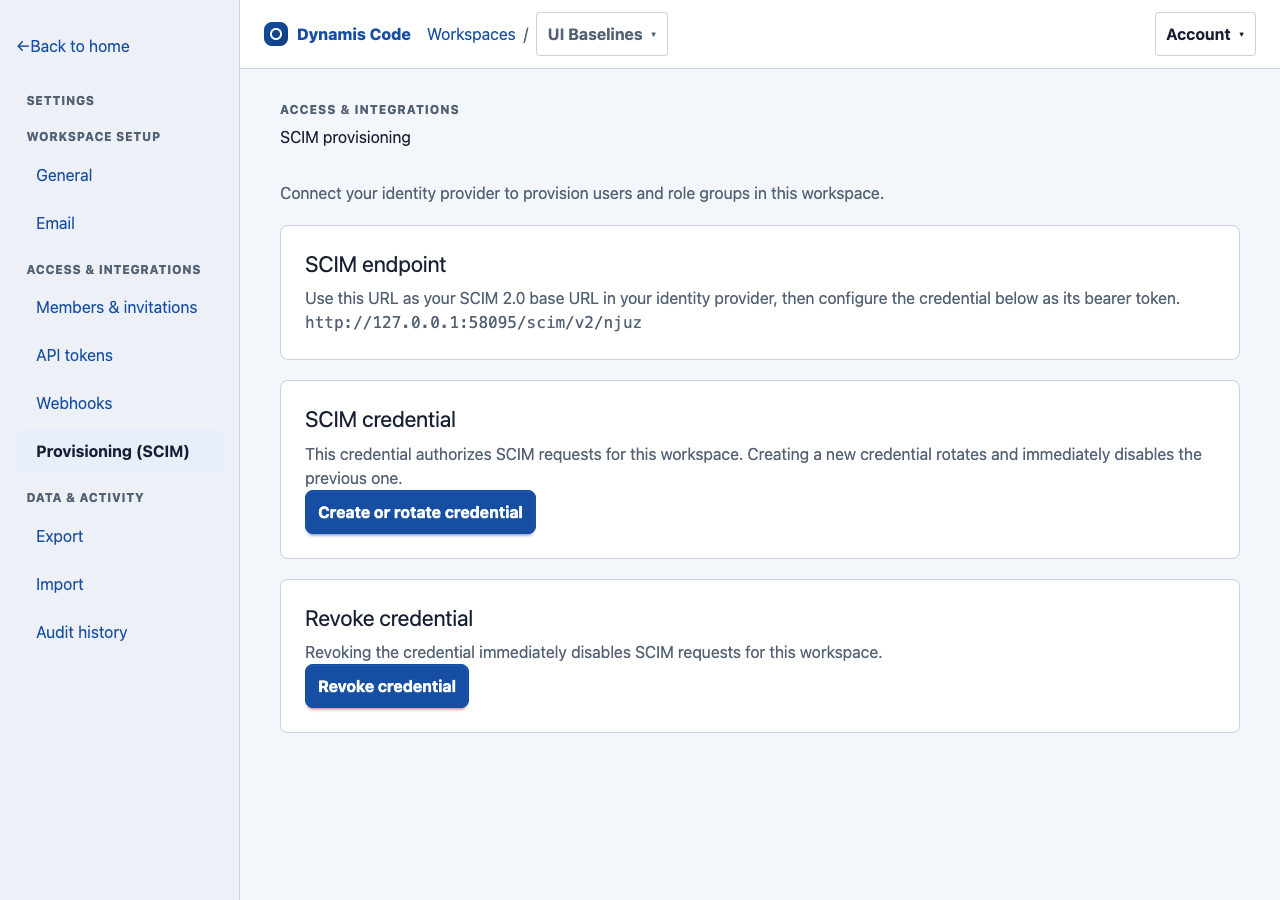 ←Back to home
SETTINGS
WORKSPACE SETUP
General
Email
ACCESS & INTEGRATIONS
Members & invitations
API tokens
Webhooks
Provisioning (SCIM)
DATA & ACTIVITY
Export
Import
Audit history
Dynamis Code Workspaces / UI Baselines ▾ Account ▾
ACCESS & INTEGRATIONS
SCIM provisioning
Connect your identity provider to provision users and role groups in this workspace.
SCIM endpoint
Use this URL as your SCIM 2.0 base URL in your identity provider, then configure the credential below as its bearer token.
http://127.0.0.1:58095/scim/v2/njuz
SCIM credential
This credential authorizes SCIM requests for this workspace. Creating a new credential rotates and immediately disables the
previous one.
Create or rotate credential
Revoke credential
Revoking the credential immediately disables SCIM requests for this workspace.
Revoke credential